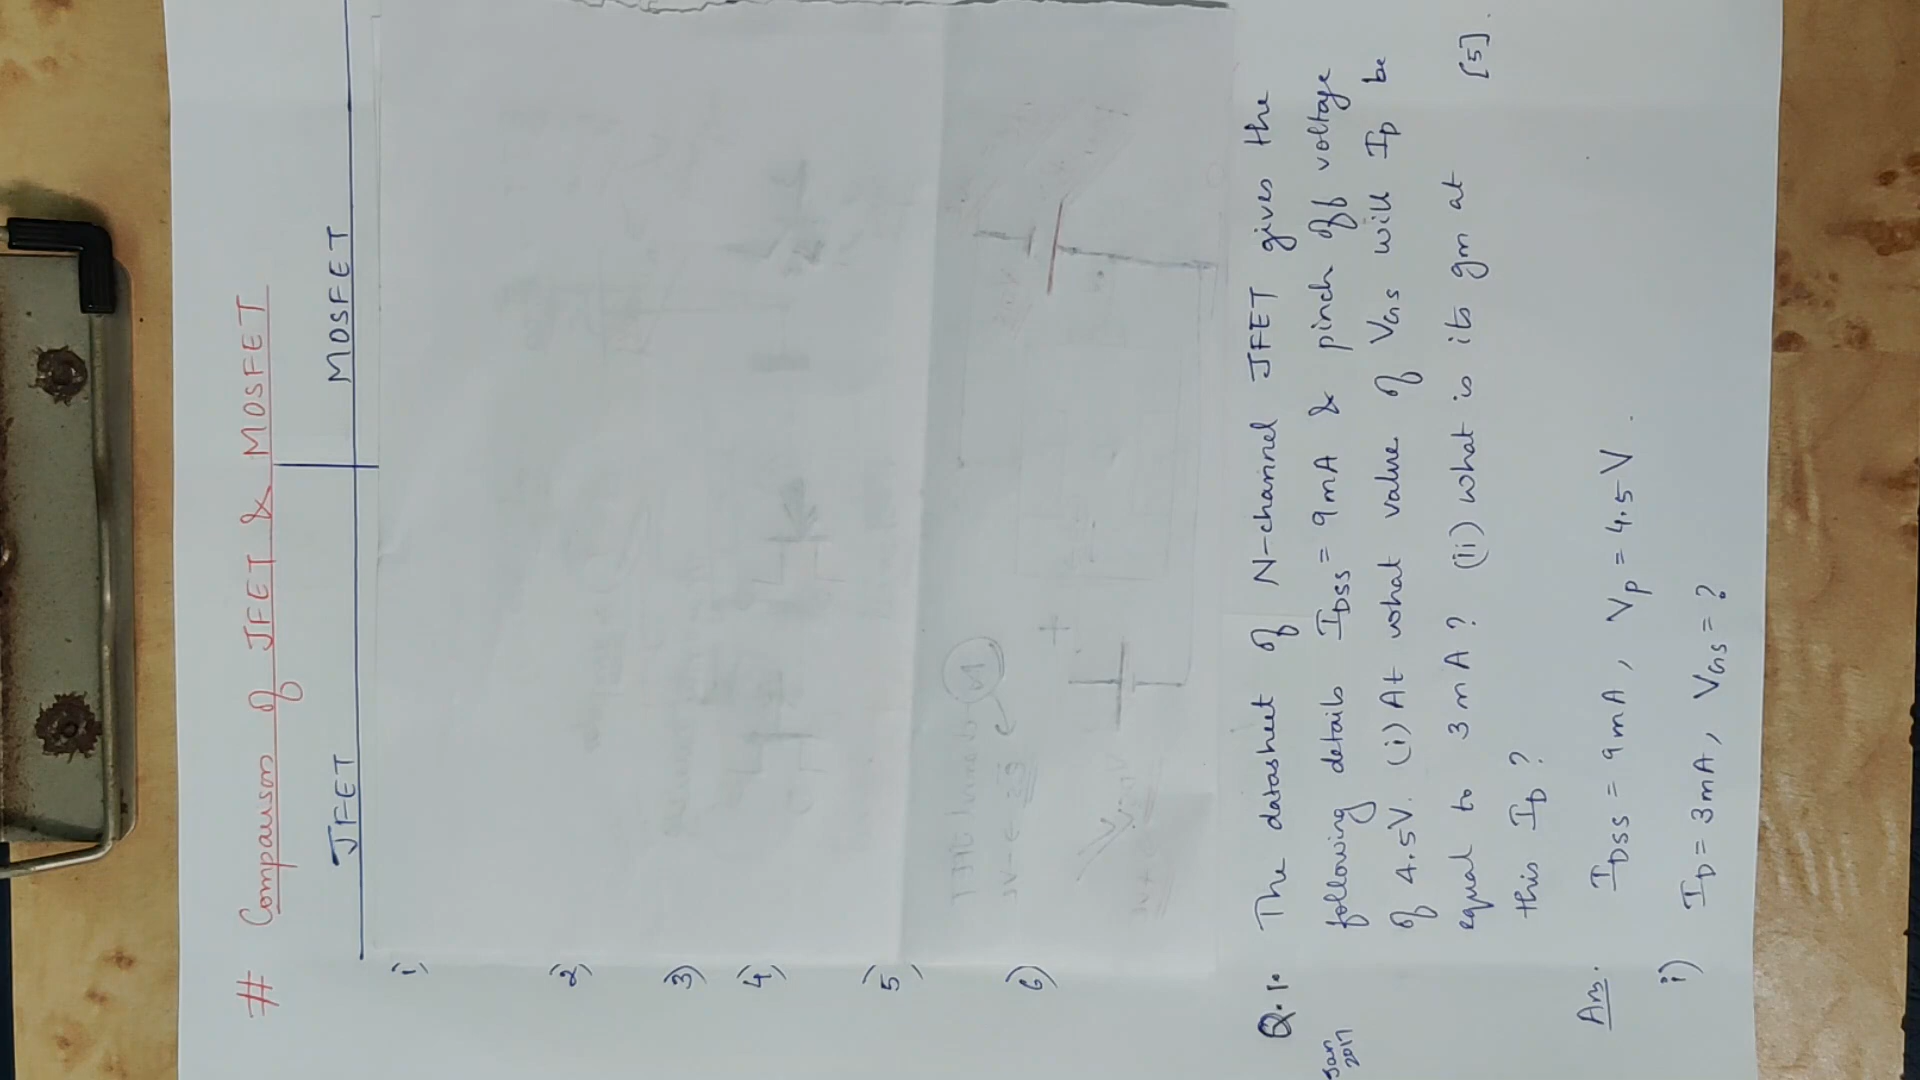 # Comparison of JFET & MOSFET
JFET MOSFET
1)
2)
3)
4)
5)
6)
Q.1. The datasheet of N-channel JFET gives the
Jan 2017
following details IDSS = 9mA & pinch off voltage
of 4.5V. (i) At what value of VGS will ID be
equal to 3mA? (ii) what is its gm at
this ID? [5].
Ans. IDSS = 9mA, Vp = 4.5V.
i) ID = 3mA, VGS = ?